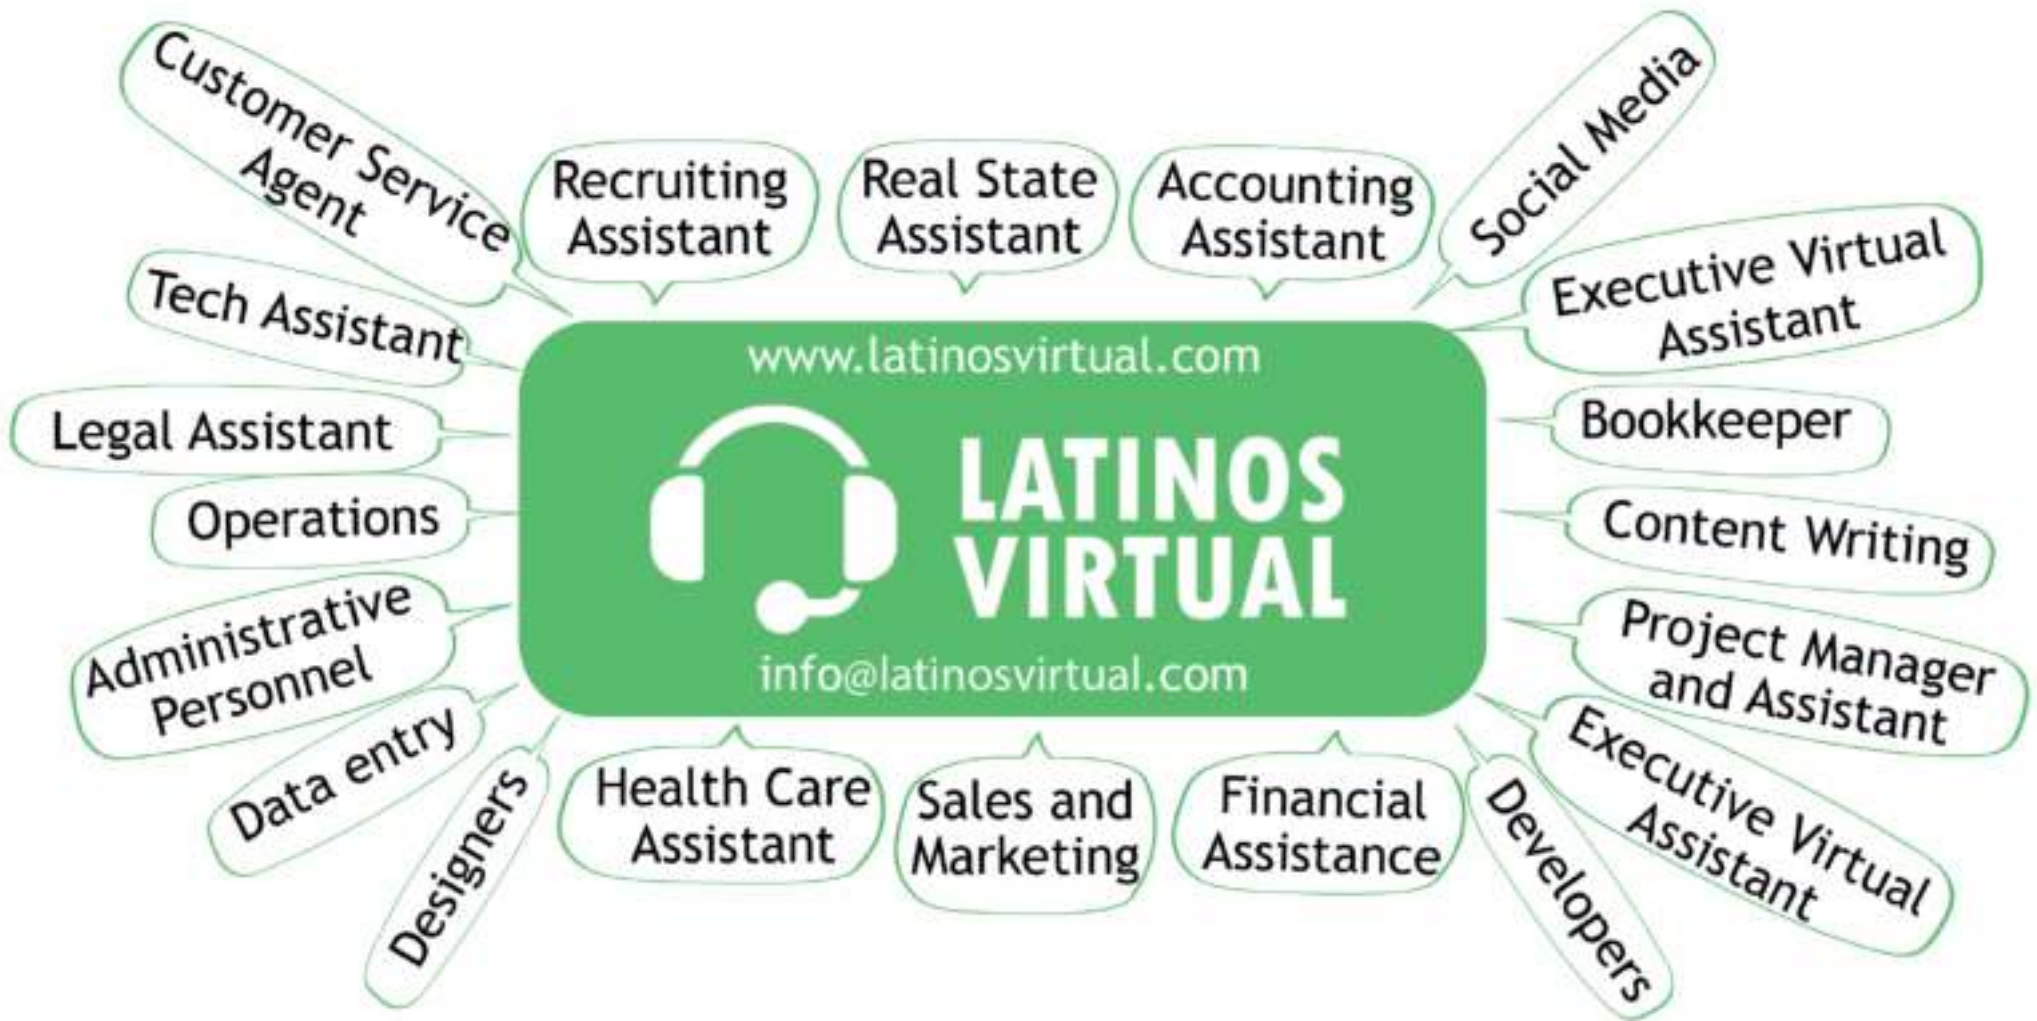 Customer Service
Agent
Recruiting
Assistant
Real State
Assistant
Accounting
Assistant
Social Media
Executive Virtual
Assistant
Tech Assistant
Legal Assistant
Operations
Administrative
Personnel
Data entry
Designers
www.latinosvirtual.com
LATINOS
VIRTUAL
info@latinosvirtual.com
Bookkeeper
Content Writing
Project Manager
and Assistant
Executive Virtual
Assistant
Developers
Health Care
Assistant
Sales and
Marketing
Financial
Assistance